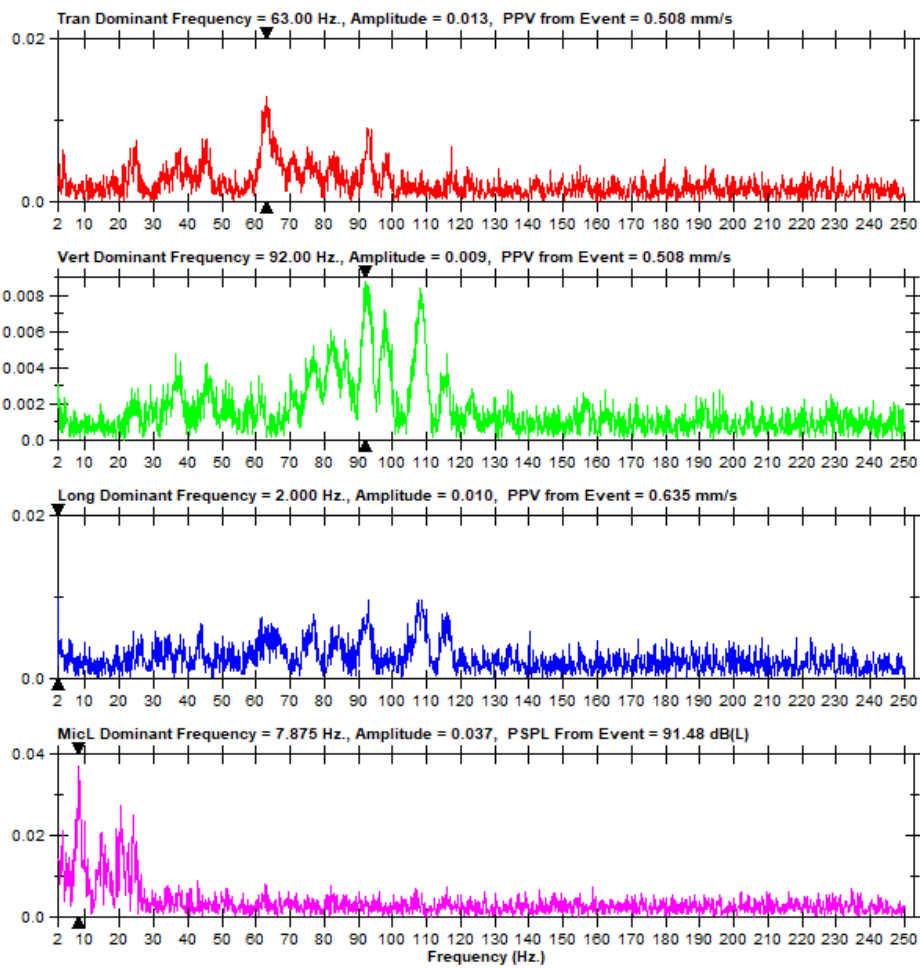 Tran Dominant Frequency = 63.00 Hz., Amplitude = 0.013, PPV from Event = 0.508 mm/s
0.02
0.0
2 10 20 30 40 50 60 70 80 90 100 110 120 130 140 150 160 170 180 190 200 210 220 230 240 250
Vert Dominant Frequency = 92.00 Hz., Amplitude = 0.009, PPV from Event = 0.508 mm/s
0.008
0.006
0.004
0.002
0.0
2 10 20 30 40 50 60 70 80 90 100 110 120 130 140 150 160 170 180 190 200 210 220 230 240 250
Long Dominant Frequency = 2.000 Hz., Amplitude = 0.010, PPV from Event = 0.635 mm/s
0.02
0.0
2 10 20 30 40 50 60 70 80 90 100 110 120 130 140 150 160 170 180 190 200 210 220 230 240 250
MicL Dominant Frequency = 7.875 Hz., Amplitude = 0.037, PSPL From Event = 91.48 dB(L)
0.04
0.02
0.0
2 10 20 30 40 50 60 70 80 90 100 110 120 130 140 150 160 170 180 190 200 210 220 230 240 250
Frequency (Hz.)